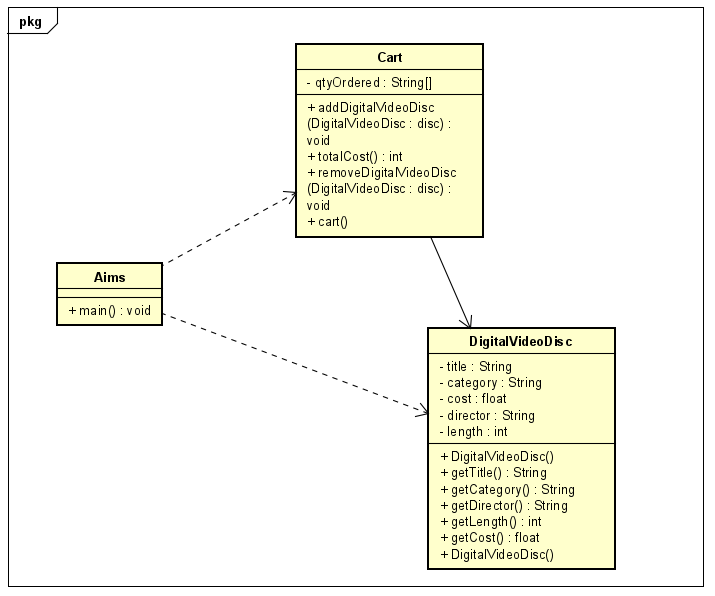 pkg
Cart
- qtyOrdered : String[]
+ addDigitalVideoDisc
(DigitalVideoDisc : disc) :
void
+ totalCost() : int
+ removeDigitalVideoDisc
(DigitalVideoDisc : disc) :
void
+ cart()
Aims
+ main() : void
DigitalVideoDisc
- title : String
- category : String
- cost : float
- director : String
- length : int
+ DigitalVideoDisc()
+ getTitle() : String
+ getCategory() : String
+ getDirector() : String
+ getLength() : int
+ getCost() : float
+ DigitalVideoDisc()